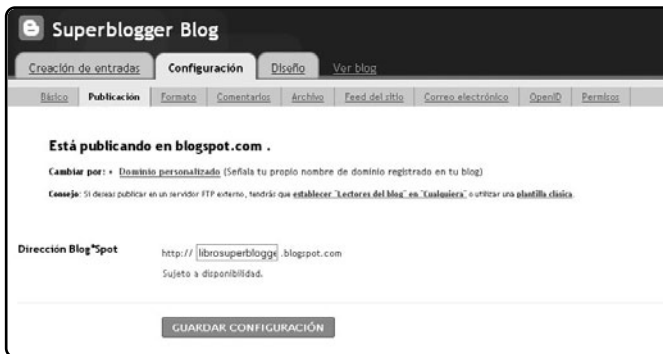 Superblogger Blog
Creación de entradas Configuración Diseño Ver blog
Básico Publicación Formato Comentarios Archivo Feed del sitio Correo electrónico OpenID Permisos
Está publicando en blogspot.com .
Cambiar por: • Dominio personalizado (Señala tu propio nombre de dominio registrado en tu blog)
Consejo: Si deseas publicar en un servidor FTP externo, tendrás que establecer "Lectores del blog" en "Cualquiera" o utilizar una plantilla clásica.
Dirección Blog*Spot http:// librosuperblogge .blogspot.com
Sujeto a disponibilidad.
GUARDAR CONFIGURACIÓN